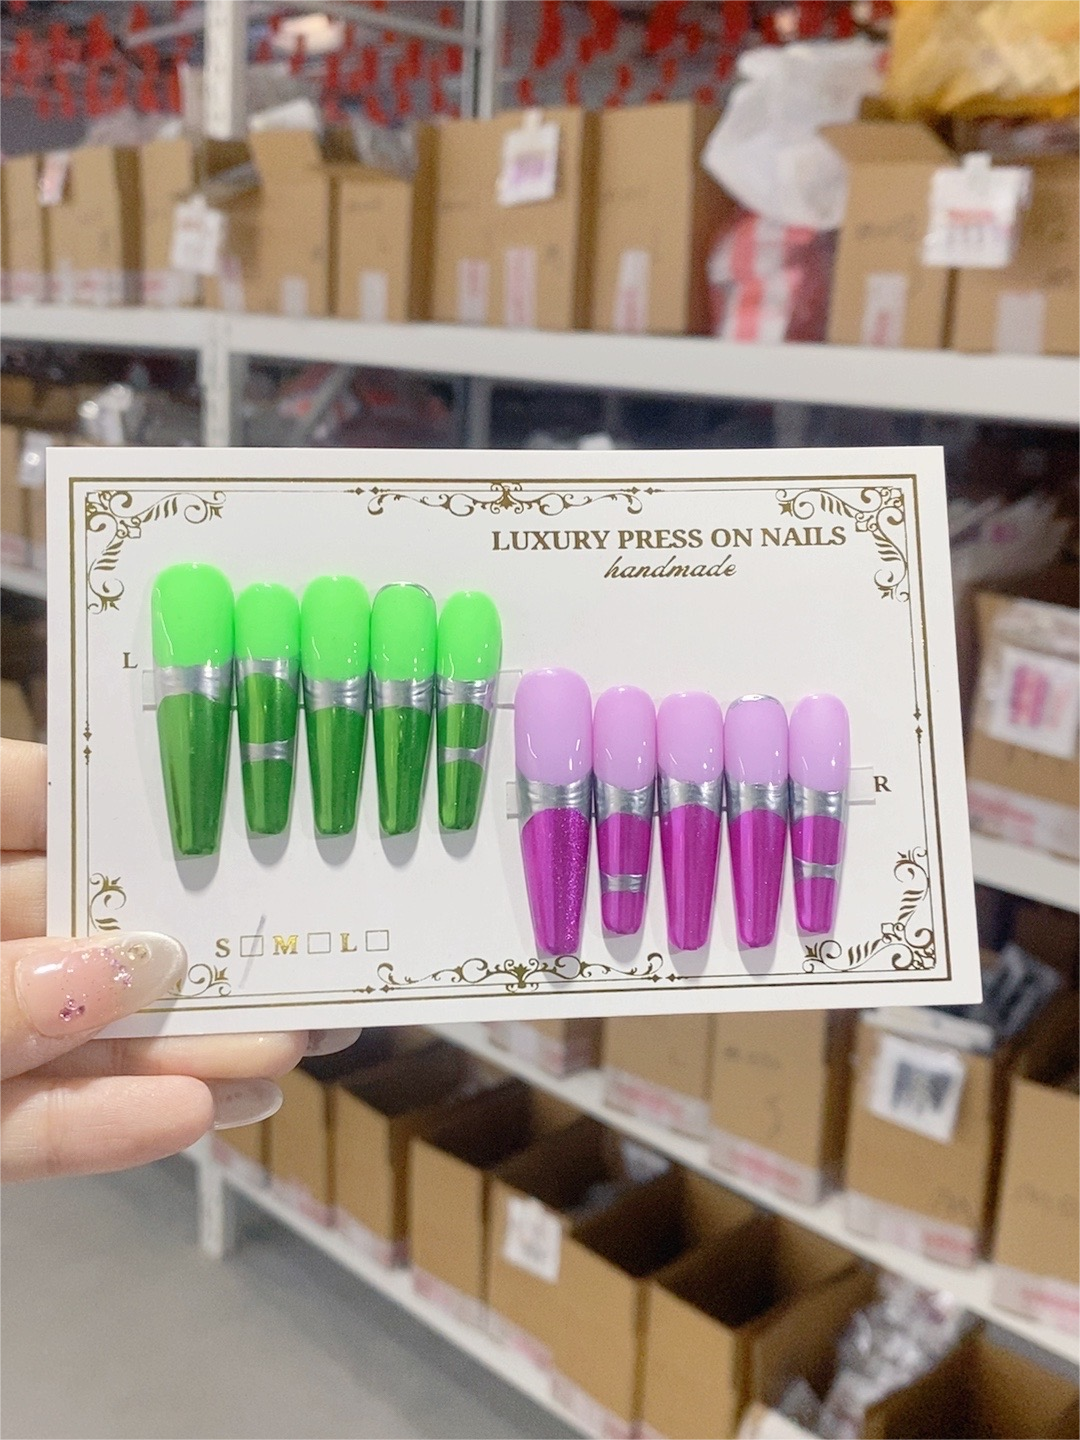 LUXURY PRESS ON NAILS
handmade
L
R
S□ M□ L□